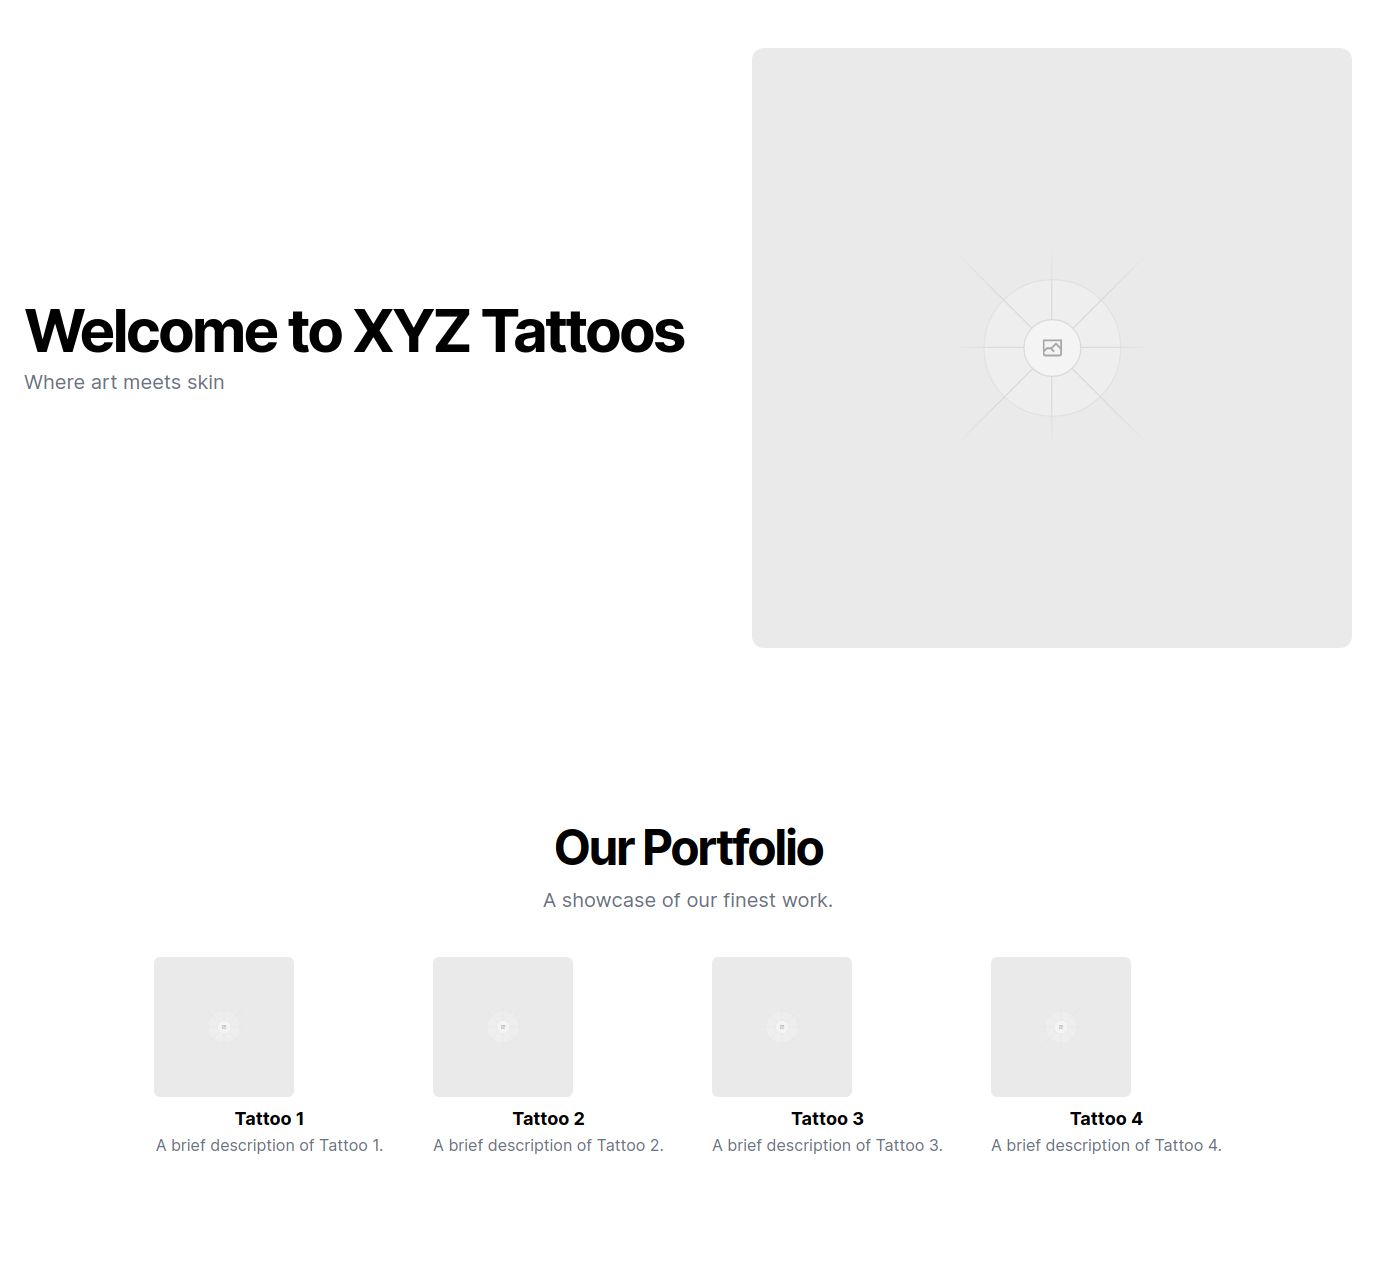 Welcome to XYZ Tattoos
Where art meets skin
Our Portfolio
A showcase of our finest work.
Tattoo 1
A brief description of Tattoo 1.
Tattoo 2
A brief description of Tattoo 2.
Tattoo 3
A brief description of Tattoo 3.
Tattoo 4
A brief description of Tattoo 4.